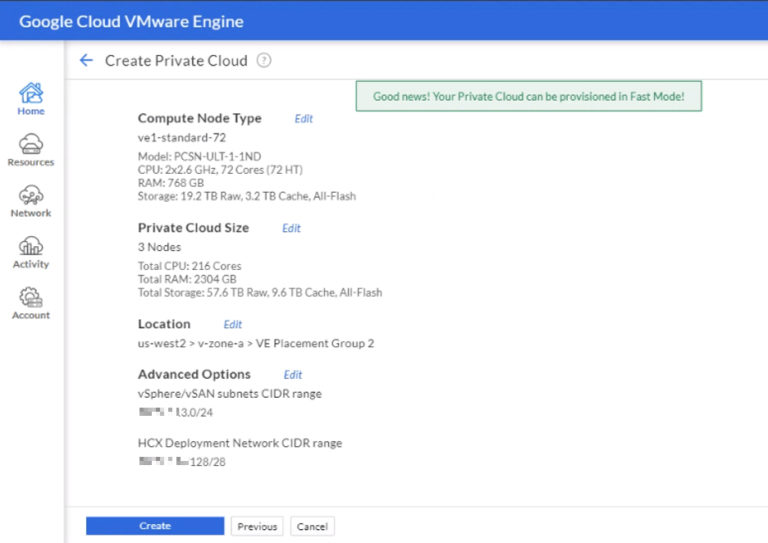 Google Cloud VMware Engine
Create Private Cloud ?
Good news! Your Private Cloud can be provisioned in Fast Mode!
Home
Resources
Network
Activity
Account
Compute Node Type Edit
ve1-standard-72
Model: PCSN-ULT-1-1ND
CPU: 2x2.6 GHz, 72 Cores (72 HT)
RAM: 768 GB
Storage: 19.2 TB Raw, 3.2 TB Cache, All-Flash
Private Cloud Size Edit
3 Nodes
Total CPU: 216 Cores
Total RAM: 2304 GB
Total Storage: 57.6 TB Raw, 9.6 TB Cache, All-Flash
Location Edit
us-west2 > v-zone-a > VE Placement Group 2
Advanced Options Edit
vSphere/vSAN subnets CIDR range
3.0/24
HCX Deployment Network CIDR range
128/28
Create Previous Cancel